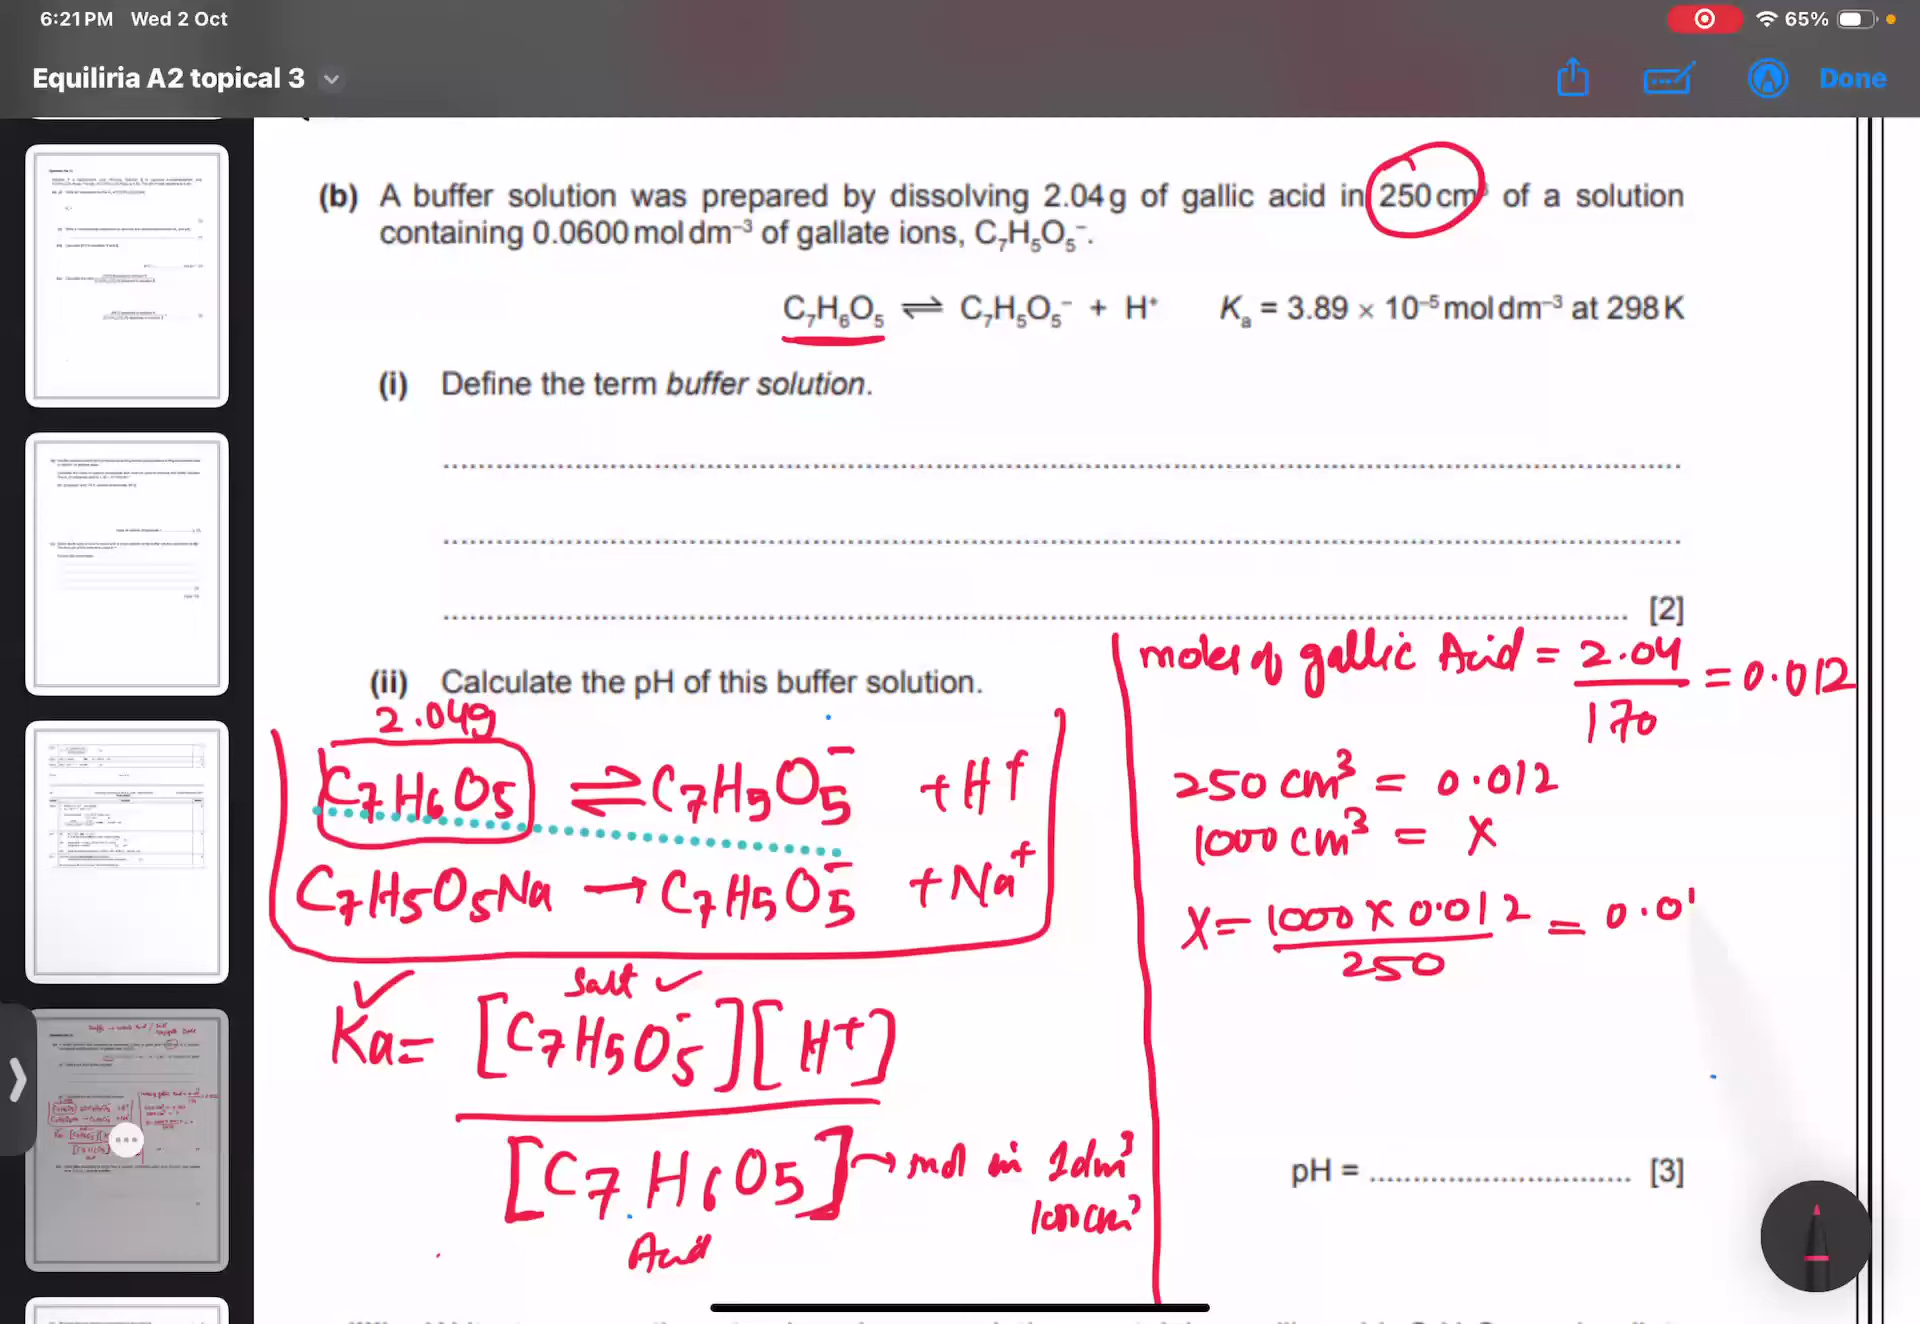 6:21 PM Wed 2 Oct
65%
Equiliria A2 topical 3
Done
(b) A buffer solution was prepared by dissolving 2.04 g of gallic acid in 250 cm³ of a solution
containing 0.0600 mol dm⁻³ of gallate ions, C₇H₅O₅⁻.
C₇H₆O₅ ⇌ C₇H₅O₅⁻ + H⁺ Kₐ = 3.89 × 10⁻⁵ mol dm⁻³ at 298 K
(i) Define the term buffer solution.
[2]
(ii) Calculate the pH of this buffer solution.
2.04g
C7H6O5 ⇌ C7H5O5⁻ + H⁺
C7H5O5Na → C7H5O5⁻ + Na⁺
Salt ✓
Ka = [C7H5O5⁻][H⁺]
[C7H6O5] → mol in 1dm³
1000 cm³
Acid
moles of gallic Acid = 2.04 = 0.012
170
250 cm³ = 0.012
1000 cm³ = X
X = 1000 X 0.012 = 0.0
250
pH = .............................. [3]